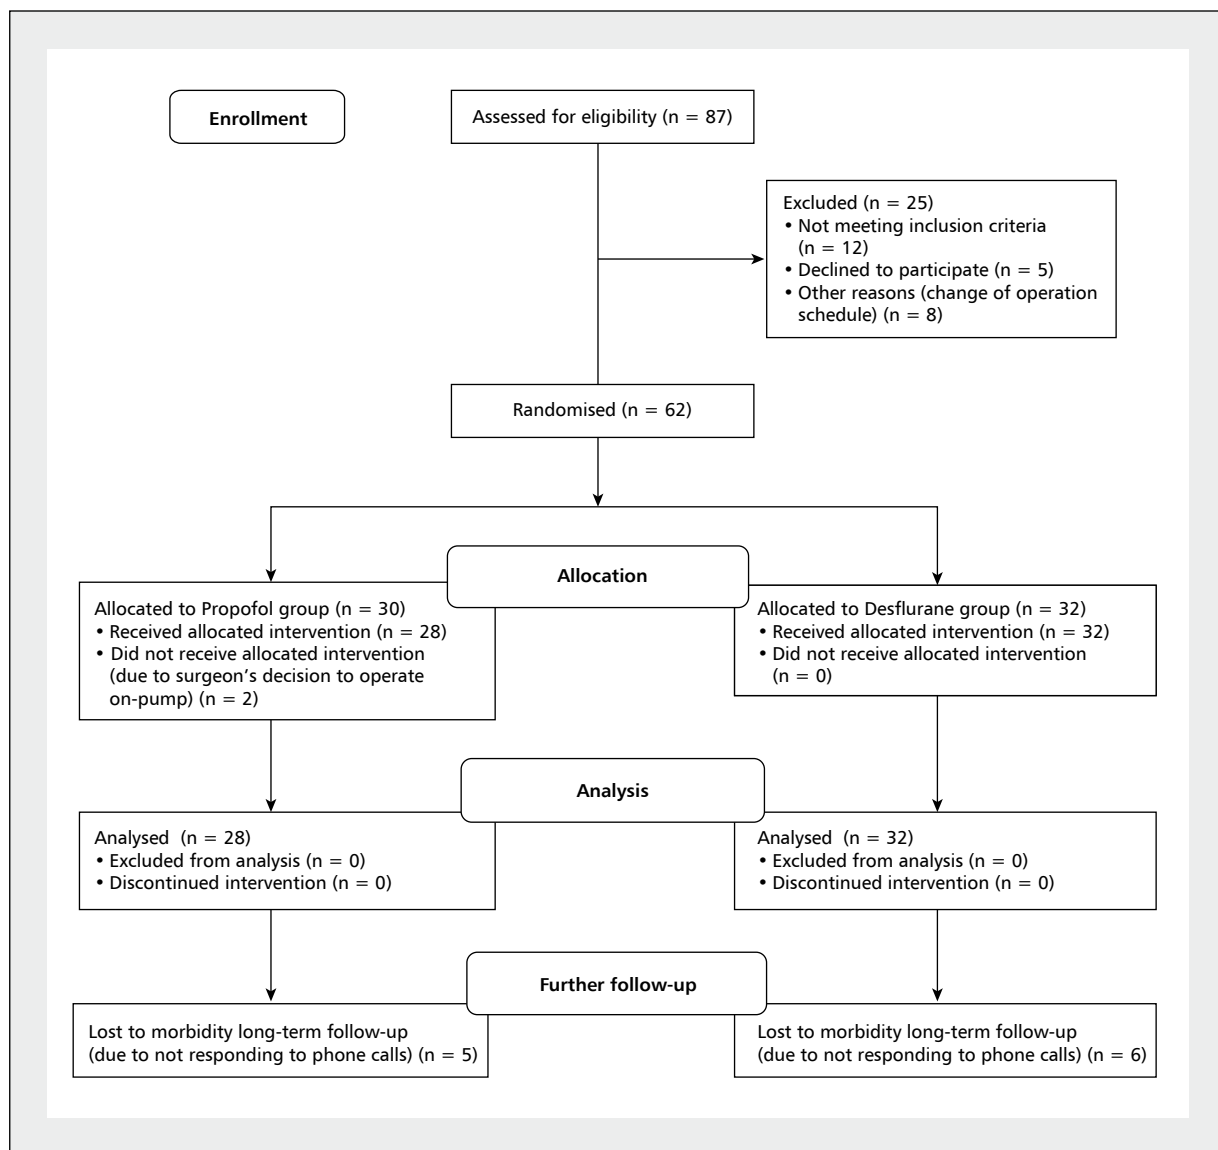 Enrollment
Assessed for eligibility (n = 87)
Excluded (n = 25)
• Not meeting inclusion criteria
(n = 12)
• Declined to participate (n = 5)
• Other reasons (change of operation
schedule) (n = 8)
Randomised (n = 62)
Allocation
Allocated to Propofol group (n = 30)
• Received allocated intervention (n = 28)
• Did not receive allocated intervention
(due to surgeon’s decision to operate
on-pump) (n = 2)
Allocated to Desflurane group (n = 32)
• Received allocated intervention (n = 32)
• Did not receive allocated intervention
(n = 0)
Analysis
Analysed (n = 28)
• Excluded from analysis (n = 0)
• Discontinued intervention (n = 0)
Analysed (n = 32)
• Excluded from analysis (n = 0)
• Discontinued intervention (n = 0)
Further follow-up
Lost to morbidity long-term follow-up
(due to not responding to phone calls) (n = 5)
Lost to morbidity long-term follow-up
(due to not responding to phone calls) (n = 6)